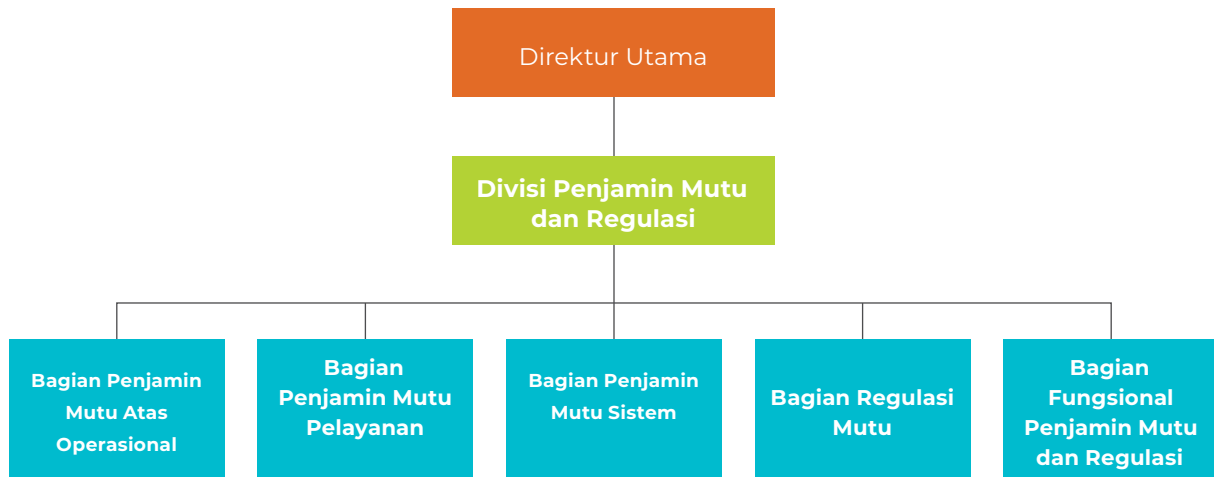 Direktur Utama
Divisi Penjamin Mutu
dan Regulasi
Bagian Penjamin
Mutu Atas
Operasional
Bagian
Penjamin Mutu
Pelayanan
Bagian Penjamin
Mutu Sistem
Bagian Regulasi
Mutu
Bagian
Fungsional
Penjamin Mutu
dan Regulasi